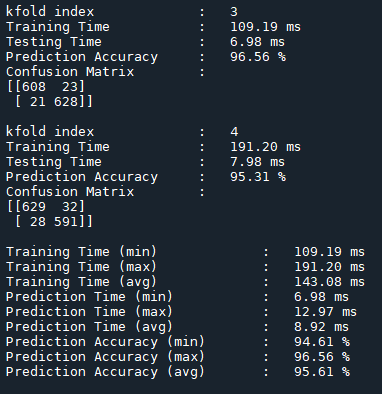 kfold index : 3
Training Time : 109.19 ms
Testing Time : 6.98 ms
Prediction Accuracy : 96.56 %
Confusion Matrix :
[[608 23]
[ 21 628]]
kfold index : 4
Training Time : 191.20 ms
Testing Time : 7.98 ms
Prediction Accuracy : 95.31 %
Confusion Matrix :
[[629 32]
[ 28 591]]
Training Time (min) : 109.19 ms
Training Time (max) : 191.20 ms
Training Time (avg) : 143.08 ms
Prediction Time (min) : 6.98 ms
Prediction Time (max) : 12.97 ms
Prediction Time (avg) : 8.92 ms
Prediction Accuracy (min) : 94.61 %
Prediction Accuracy (max) : 96.56 %
Prediction Accuracy (avg) : 95.61 %